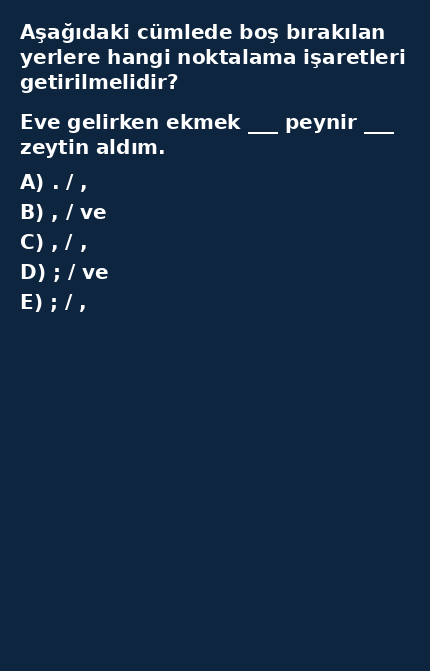 Aşağıdaki cümlede boş bırakılan
yerlere hangi noktalama işaretleri
getirilmelidir?
Eve gelirken ekmek ___ peynir ___
zeytin aldım.
A) . / ,
B) , / ve
C) , / ,
D) ; / ve
E) ; / ,